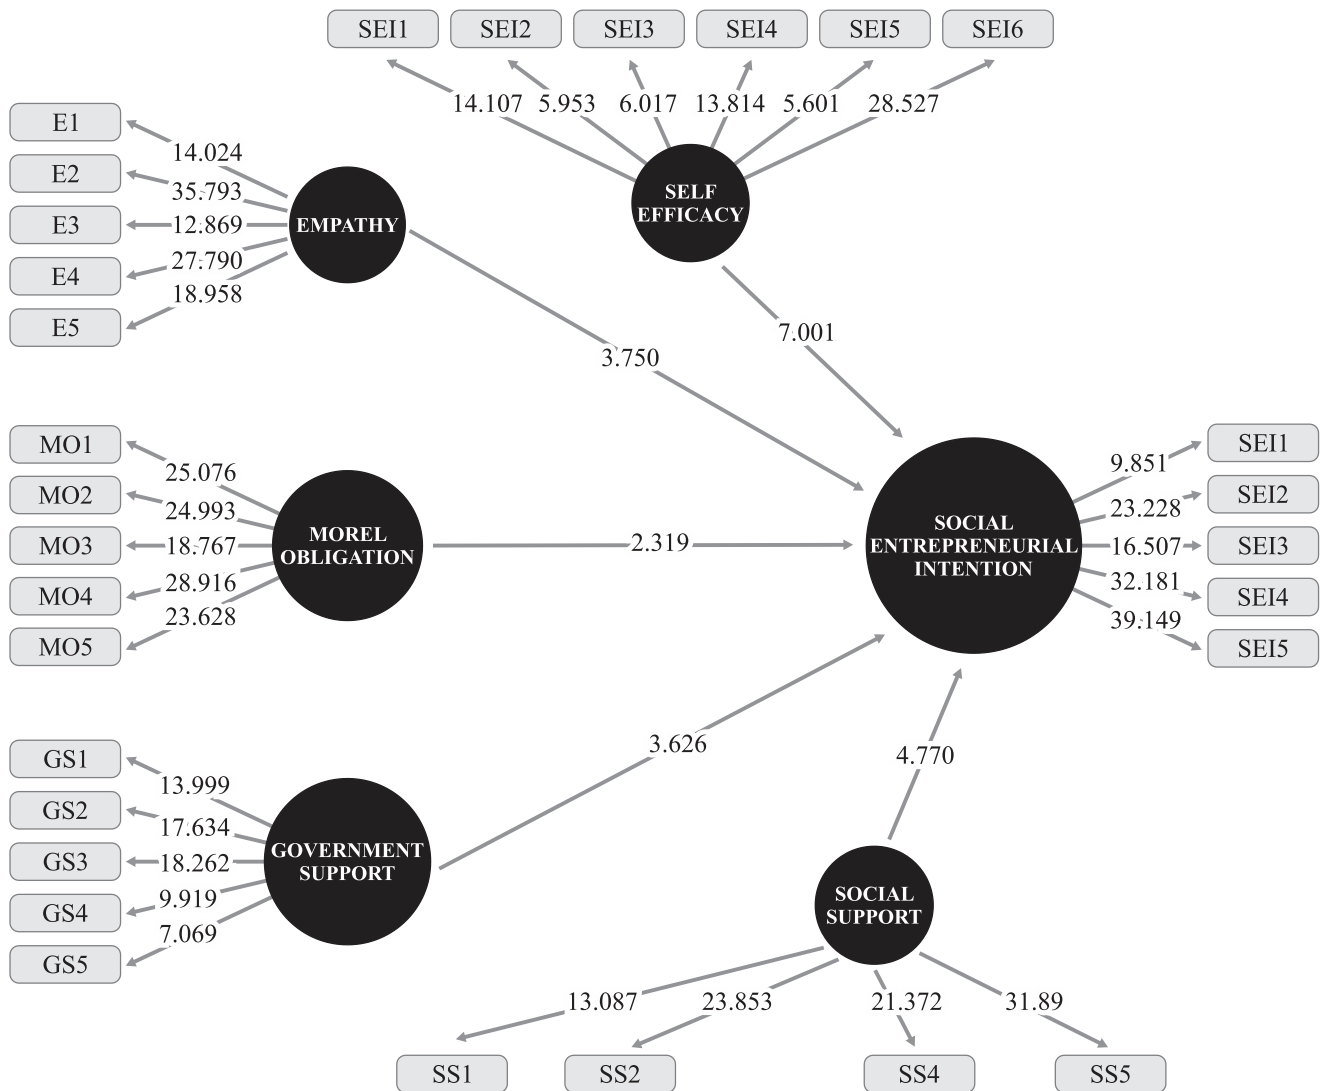 SEI1
SEI2
SEI3
SEI4
SEI5
SEI6
14.107
5.953
6.017
13.814
5.601
28.527
SELF
EFFICACY
E1
E2
E3
E4
E5
14.024
35.793
12.869
27.790
18.958
EMPATHY
3.750
7.001
MO1
MO2
MO3
MO4
MO5
25.076
24.993
18.767
28.916
23.628
MOREL
OBLIGATION
2.319
SOCIAL
ENTREPRENEURIAL
INTENTION
9.851
23.228
16.507
32.181
39.149
SEI1
SEI2
SEI3
SEI4
SEI5
GS1
GS2
GS3
GS4
GS5
13.999
17.634
18.262
9.919
7.069
GOVERNMENT
SUPPORT
3.626
4.770
SOCIAL
SUPPORT
13.087
23.853
21.372
31.89
SS1
SS2
SS4
SS5